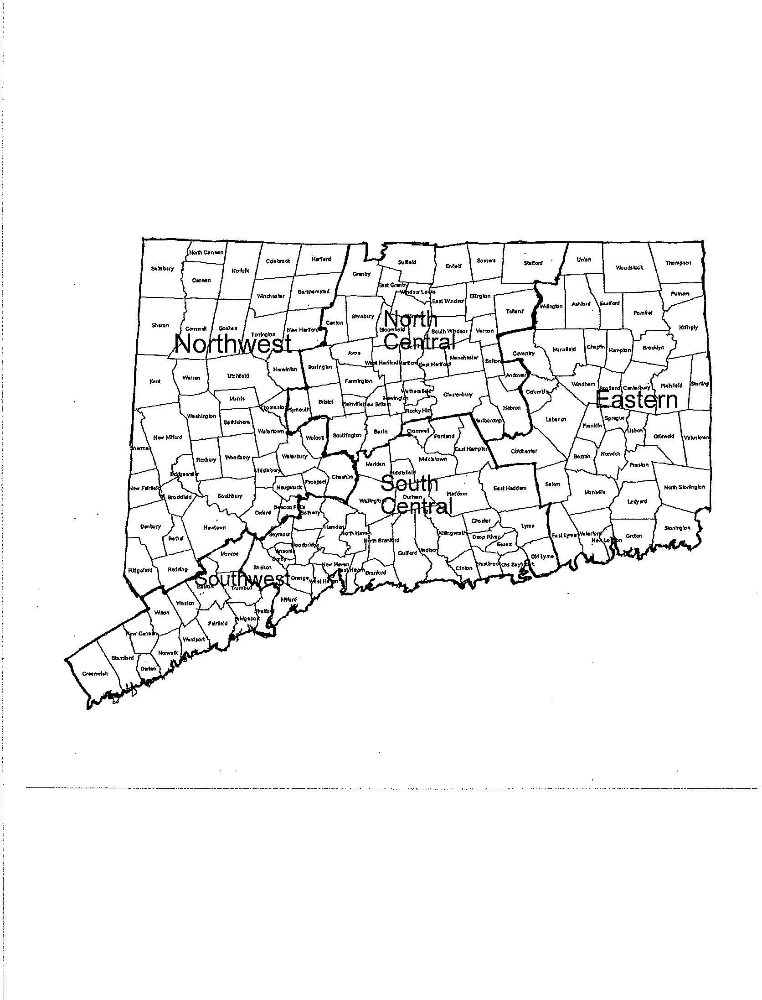 North Canaan
Salisbury
Canaan
Norfolk
Colebrook
Hartland
Granby
Suffield
Enfield
Somers
Stafford
Union
Woodstock
Thompson
Winchester
Barkhamsted
East Granby
Windsor Locks
East Windsor
Ellington
Tolland
Willington
Ashford
Eastford
Putnam
Pomfret
Sharon
Cornwall
Goshen
Torrington
New Hartford
Canton
Simsbury
Bloomfield
South Windsor
Vernon
Killingly
Northwest
North
Central
Kent
Warren
Litchfield
Harwinton
Burlington
Avon
West Hartford
Hartford
East Hartford
Manchester
Bolton
Coventry
Mansfield
Chaplin
Hampton
Brooklyn
Morris
Thomaston
Plymouth
Bristol
Farmington
Plainville
New Britain
Newington
Wethersfield
Rocky Hill
Glastonbury
Andover
Columbia
Windham
Scotland
Canterbury
Plainfield
Sterling
Eastern
Washington
Bethlehem
Watertown
Wolcott
Southington
Berlin
Cromwell
Portland
Marlborough
Hebron
Lebanon
Franklin
Sprague
Lisbon
Griswold
Voluntown
New Milford
Sherman
Roxbury
Woodbury
Waterbury
Meriden
Middletown
East Hampton
Colchester
Bozrah
Norwich
Preston
Bridgewater
Middlebury
Naugatuck
Prospect
Cheshire
Middlefield
South
Central
New Fairfield
Brookfield
Southbury
Oxford
Beacon Falls
Bethany
Wallingford
Durham
Haddam
East Haddam
Salem
Montville
Ledyard
North Stonington
Danbury
Bethel
Newtown
Seymour
Woodbridge
Hamden
North Haven
North Branford
Guilford
Madison
Killingworth
Chester
Deep River
Essex
Lyme
East Lyme
Waterford
New London
Groton
Stonington
Ridgefield
Redding
Monroe
Shelton
Ansonia
Derby
Orange
New Haven
West Haven
East Haven
Branford
Clinton
Westbrook
Old Saybrook
Old Lyme
Southwest
Easton
Trumbull
Wilton
Weston
Fairfield
Bridgeport
Stratford
Milford
New Canaan
Westport
Norwalk
Stamford
Darien
Greenwich